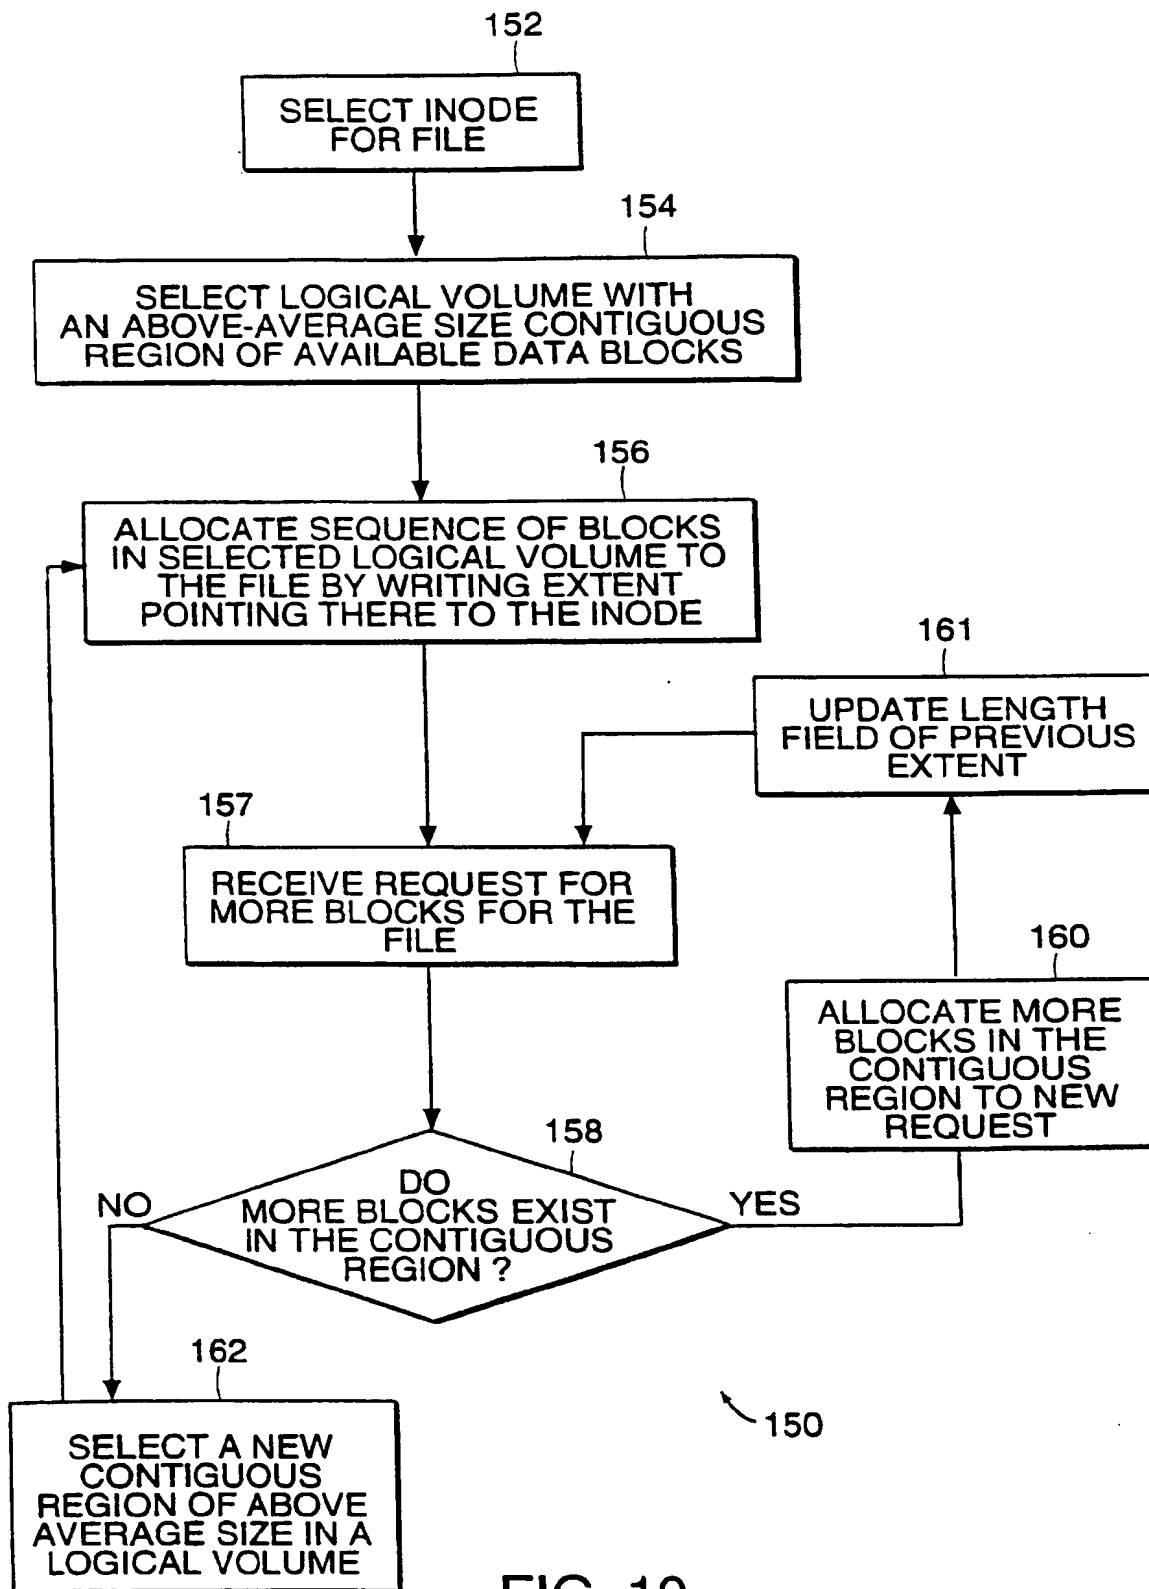 152
SELECT INODE
FOR FILE
154
SELECT LOGICAL VOLUME WITH
AN ABOVE-AVERAGE SIZE CONTIGUOUS
REGION OF AVAILABLE DATA BLOCKS
156
ALLOCATE SEQUENCE OF BLOCKS
IN SELECTED LOGICAL VOLUME TO
THE FILE BY WRITING EXTENT
POINTING THERE TO THE INODE
161
UPDATE LENGTH
FIELD OF PREVIOUS
EXTENT
157
RECEIVE REQUEST FOR
MORE BLOCKS FOR THE
FILE
160
ALLOCATE MORE
BLOCKS IN THE
CONTIGUOUS
REGION TO NEW
REQUEST
158
DO
MORE BLOCKS EXIST
IN THE CONTIGUOUS
REGION ?
NO
YES
162
SELECT A NEW
CONTIGUOUS
REGION OF ABOVE
AVERAGE SIZE IN A
LOGICAL VOLUME
150